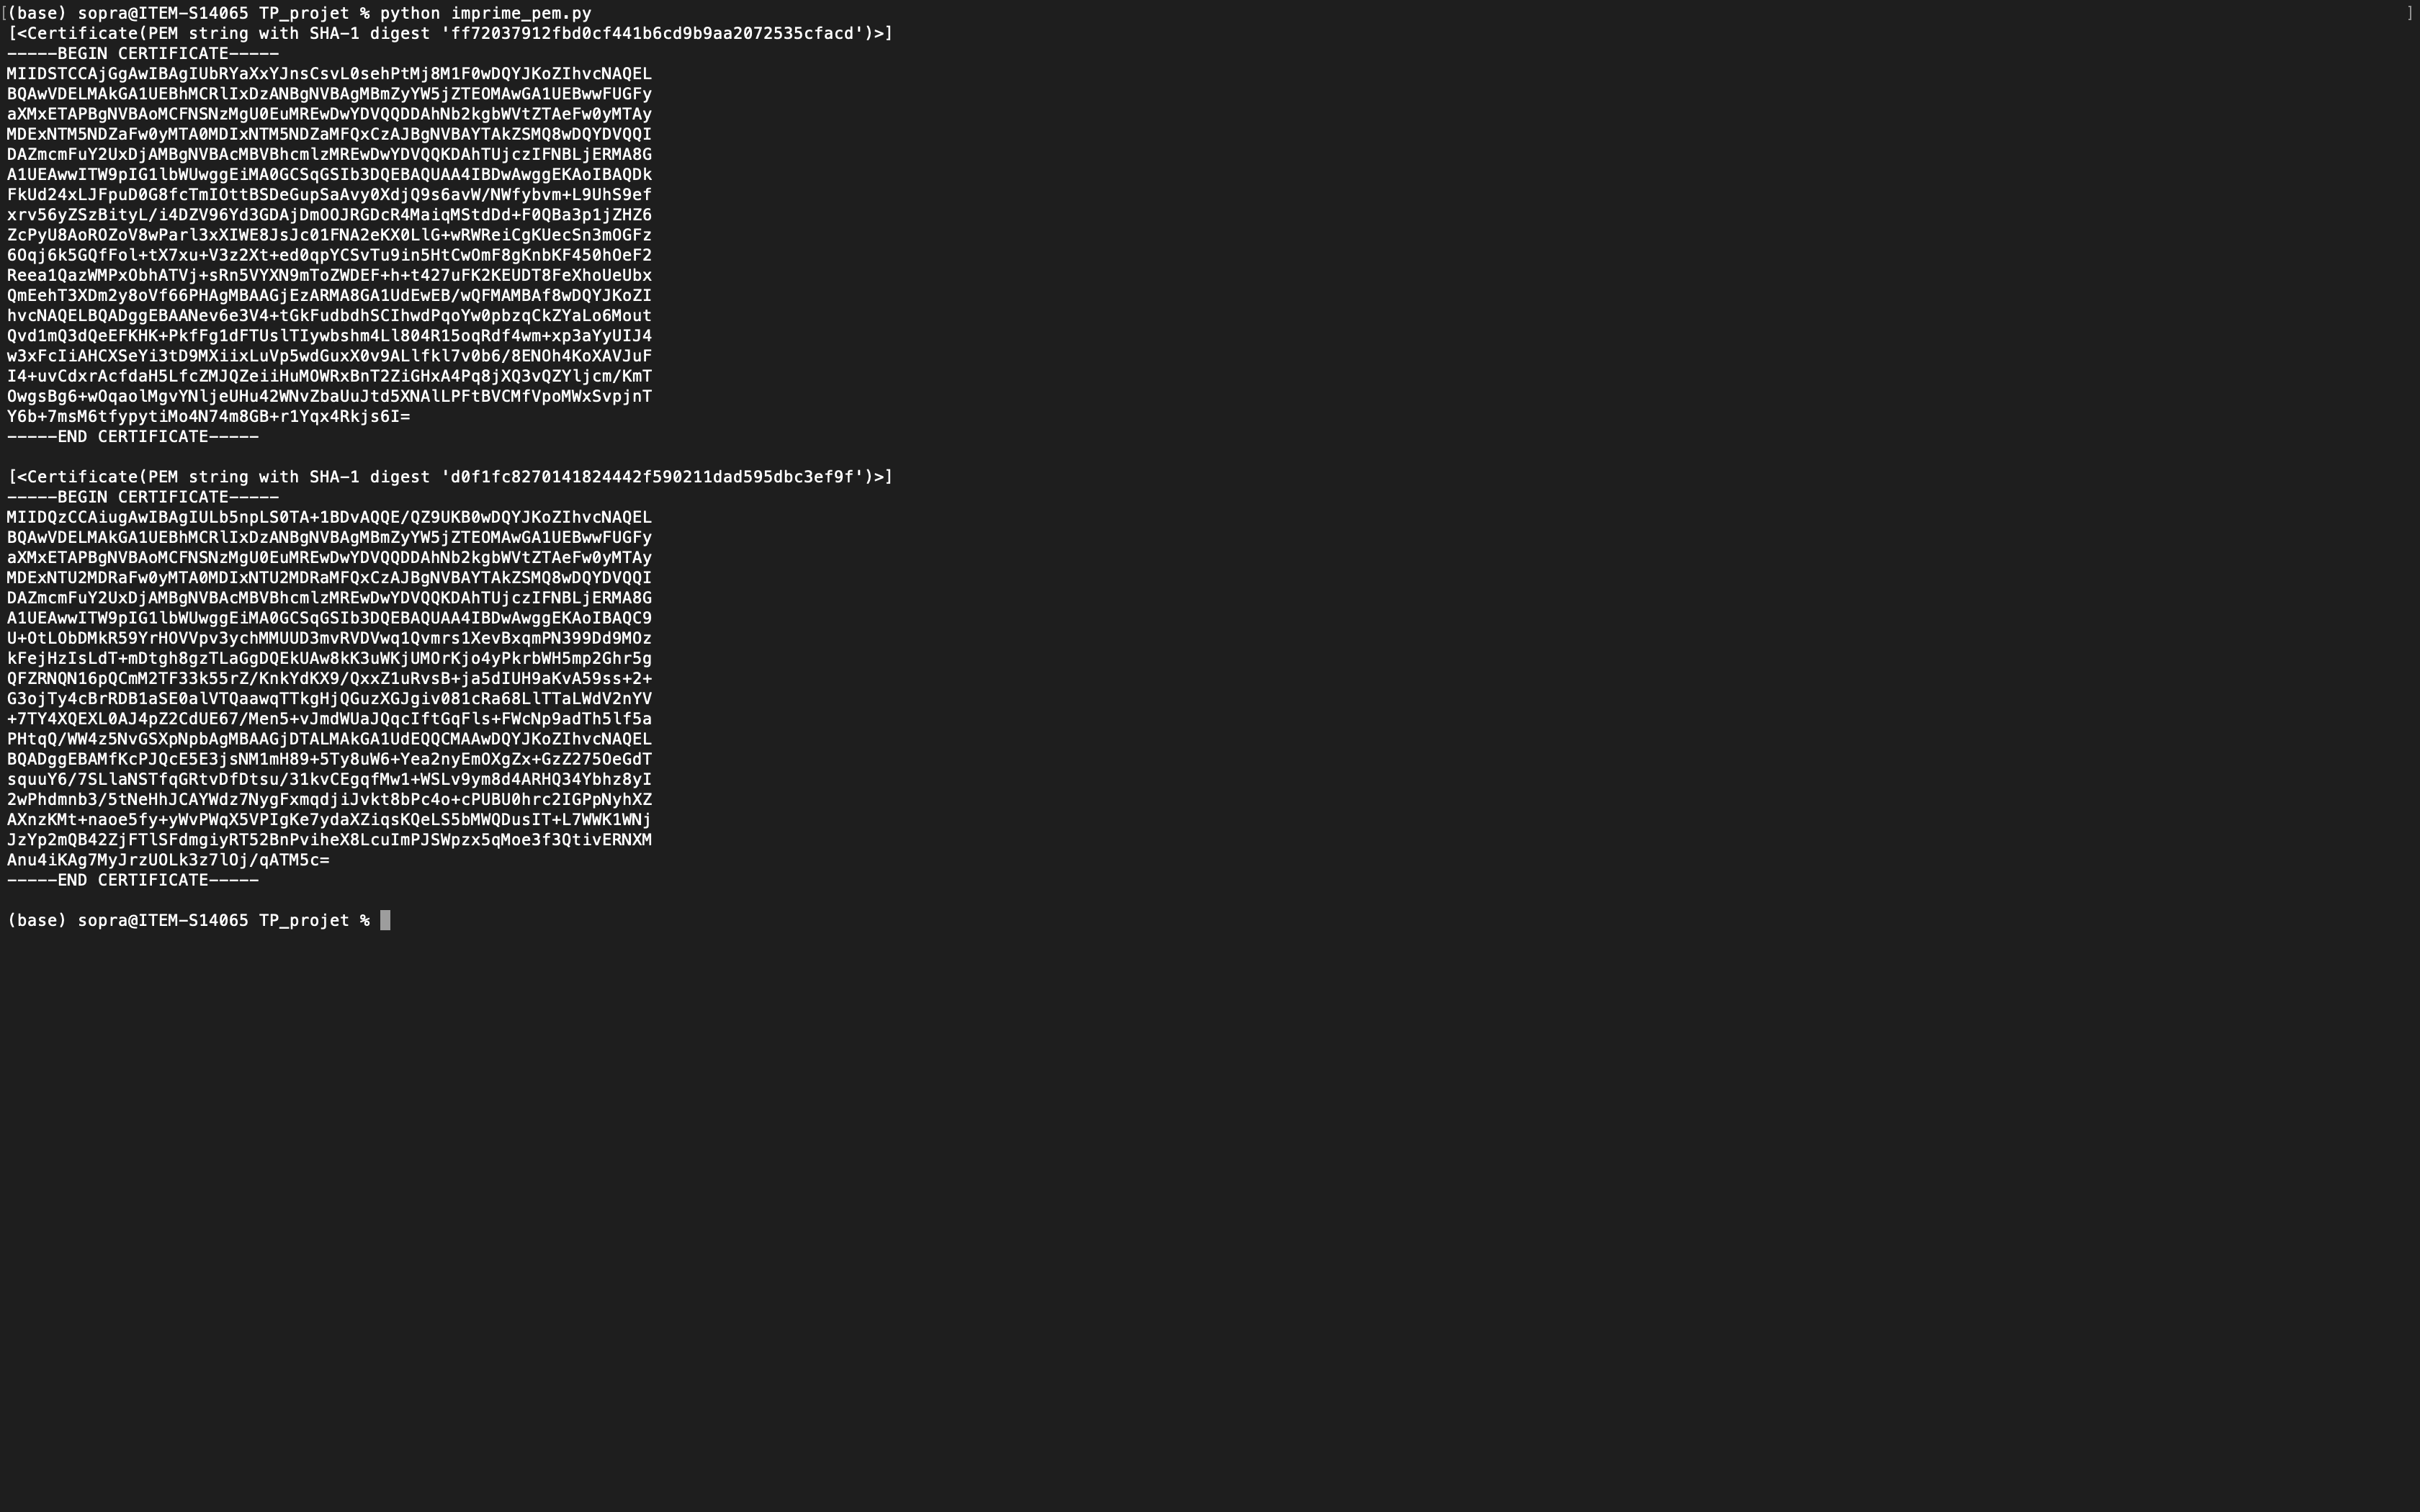 (base) sopra@ITEM-S14065 TP_projet % python imprime_pem.py
[<Certificate(PEM string with SHA-1 digest 'ff72037912fbd0cf441b6cd9b9aa2072535cfacd')>]
-----BEGIN CERTIFICATE-----
MIIDSTCCAjGgAwIBAgIUbRYaXxYJnsCsvL0sehPtMj8M1F0wDQYJKoZIhvcNAQEL
BQAwVDELMAkGA1UEBhMCRlIxDzANBgNVBAgMBmZyYW5jZTEOMAwGA1UEBwwFUGFy
aXMxETAPBgNVBAoMCFNSNzMgU0EuMREwDwYDVQQDDAhNb2kgbWVtZTAeFw0yMTAy
MDExNTM5NDZaFw0yMTA0MDIxNTM5NDZaMFQxCzAJBgNVBAYTAkZSMQ8wDQYDVQQI
DAZmcmFuY2UxDjAMBgNVBAcMBVBhcmlzMREwDwYDVQQKDAhTUjczIFNBLjERMA8G
A1UEAwwITW9pIG1lbWUwggEiMA0GCSqGSIb3DQEBAQUAA4IBDwAwggEKAoIBAQDk
FkUd24xLJFpuD0G8fcTmIOttBSDeGupSaAvy0XdjQ9s6avW/NWfybvm+L9UhS9ef
xrv56yZSzBityL/i4DZV96Yd3GDAjDmOOJRGDcR4MaiqMStdDd+F0QBa3p1jZHZ6
ZcPyU8AoROZoV8wParl3xXIWE8JsJc01FNA2eKX0LlG+wRWReiCgKUecSn3mOGFz
6Oqj6k5GQfFol+tX7xu+V3z2Xt+ed0qpYCSvTu9in5HtCwOmF8gKnbKF450hOeF2
Reea1QazWMPxObhATVj+sRn5VYXN9mToZWDEF+h+t427uFK2KEUDT8FeXhoUeUbx
QmEehT3XDm2y8oVf66PHAgMBAAGjEzARMA8GA1UdEwEB/wQFMAMBAf8wDQYJKoZI
hvcNAQELBQADggEBAANev6e3V4+tGkFudbdhSCIhwdPqoYw0pbzqCkZYaLo6Mout
Qvd1mQ3dQeEFKHK+PkfFg1dFTUslTIywbshm4Ll804R15oqRdf4wm+xp3aYyUIJ4
w3xFcIiAHCXSeYi3tD9MXiixLuVp5wdGuxX0v9ALlfkl7v0b6/8ENOh4KoXAVJuF
I4+uvCdxrAcfdaH5LfcZMJQZeiiHuMOWRxBnT2ZiGHxA4Pq8jXQ3vQZYljcm/KmT
OwgsBg6+wOqaolMgvYNljeUHu42WNvZbaUuJtd5XNAlLPFtBVCMfVpoMWxSvpjnT
Y6b+7msM6tfypytiMo4N74m8GB+r1Yqx4Rkjs6I=
-----END CERTIFICATE-----
[<Certificate(PEM string with SHA-1 digest 'd0f1fc8270141824442f590211dad595dbc3ef9f')>]
-----BEGIN CERTIFICATE-----
MIIDQzCCAiugAwIBAgIULb5npLS0TA+1BDvAQQE/QZ9UKB0wDQYJKoZIhvcNAQEL
BQAwVDELMAkGA1UEBhMCRlIxDzANBgNVBAgMBmZyYW5jZTEOMAwGA1UEBwwFUGFy
aXMxETAPBgNVBAoMCFNSNzMgU0EuMREwDwYDVQQDDAhNb2kgbWVtZTAeFw0yMTAy
MDExNTU2MDRaFw0yMTA0MDIxNTU2MDRaMFQxCzAJBgNVBAYTAkZSMQ8wDQYDVQQI
DAZmcmFuY2UxDjAMBgNVBAcMBVBhcmlzMREwDwYDVQQKDAhTUjczIFNBLjERMA8G
A1UEAwwITW9pIG1lbWUwggEiMA0GCSqGSIb3DQEBAQUAA4IBDwAwggEKAoIBAQC9
U+OtLObDMkR59YrHOVVpv3ychMMUUD3mvRVDVwq1Qvmrs1XevBxqmPN399Dd9MOz
kFejHzIsLdT+mDtgh8gzTLaGgDQEkUAw8kK3uWKjUMOrKjo4yPkrbWH5mp2Ghr5g
QFZRNQN16pQCmM2TF33k55rZ/KnkYdKX9/QxxZ1uRvsB+ja5dIUH9aKvA59ss+2+
G3ojTy4cBrRDB1aSE0alVTQaawqTTkgHjQGuzXGJgiv081cRa68LlTTaLWdV2nYV
+7TY4XQEXL0AJ4pZ2CdUE67/Men5+vJmdWUaJQqcIftGqFls+FWcNp9adTh5lf5a
PHtqQ/WW4z5NvGSXpNpbAgMBAAGjDTALMAkGA1UdEQQCMAAwDQYJKoZIhvcNAQEL
BQADggEBAMfKcPJQcE5E3jsNM1mH89+5Ty8uW6+Yea2nyEmOXgZx+GzZ275OeGdT
squuY6/7SLlaNSTfqGRtvDfDtsu/31kvCEgqfMw1+WSLv9ym8d4ARHQ34Ybhz8yI
2wPhdmnb3/5tNeHhJCAYWdz7NygFxmqdjiJvkt8bPc4o+cPUBU0hrc2IGPpNyhXZ
AXnzKMt+naoe5fy+yWvPWqX5VPIgKe7ydaXZiqsKQeLS5bMWQDusIT+L7WWK1WNj
JzYp2mQB42ZjFTlSFdmgiyRT52BnPviheX8LcuImPJSWpzx5qMoe3f3QtivERNXM
Anu4iKAg7MyJrzUOLk3z7lOj/qATM5c=
-----END CERTIFICATE-----
(base) sopra@ITEM-S14065 TP_projet %